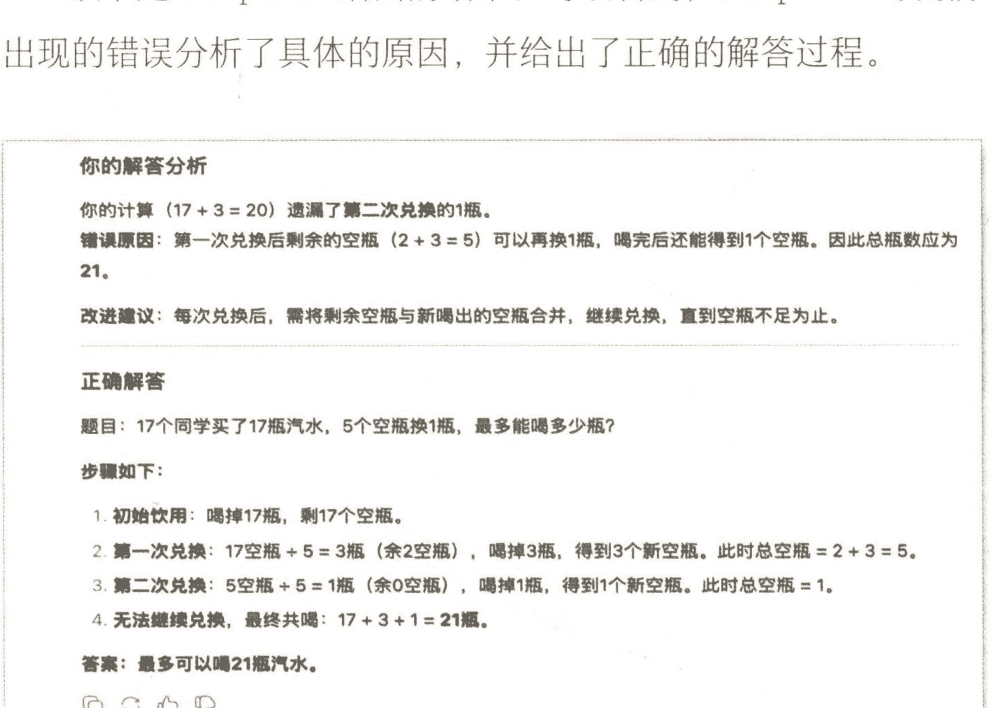 出现的错误分析了具体的原因，并给出了正确的解答过程。
你的解答分析
你的计算（17 + 3 = 20）遗漏了第二次兑换的1瓶。
错误原因：第一次兑换后剩余的空瓶（2 + 3 = 5）可以再换1瓶，喝完后还能得到1个空瓶。因此总瓶数应为
21。
改进建议：每次兑换后，需将剩余空瓶与新喝出的空瓶合并，继续兑换，直到空瓶不足为止。
正确解答
题目：17个同学买了17瓶汽水，5个空瓶换1瓶，最多能喝多少瓶？
步骤如下：
1. 初始饮用：喝掉17瓶，剩17个空瓶。
2. 第一次兑换：17空瓶 ÷ 5 = 3瓶（余2空瓶），喝掉3瓶，得到3个新空瓶。此时总空瓶 = 2 + 3 = 5。
3. 第二次兑换：5空瓶 ÷ 5 = 1瓶（余0空瓶），喝掉1瓶，得到1个新空瓶。此时总空瓶 = 1。
4. 无法继续兑换，最终共喝：17 + 3 + 1 = 21瓶。
答案：最多可以喝21瓶汽水。